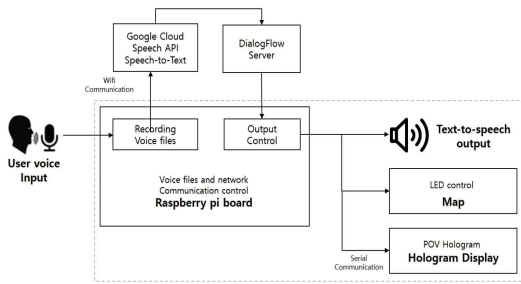 Google Cloud
Speech API
Speech-to-Text
DialogFlow
Server
Wifi
Communication
User voice
Input
Recording
Voice files
Output
Control
Text-to-speech
output
Voice files and network
Communication control
Raspberry pi board
LED control
Map
Serial
Communication
POV Hologram
Hologram Display